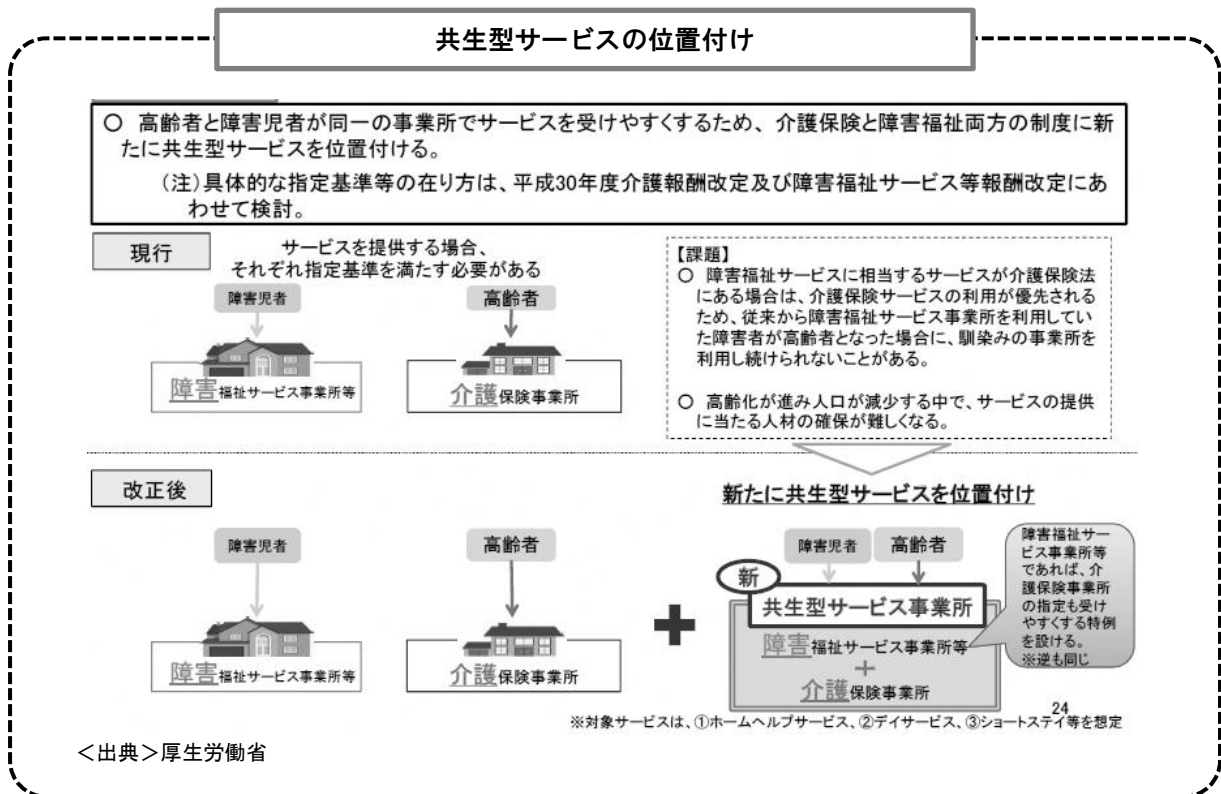 共生型サービスの位置付け
○ 高齢者と障害児者が同一の事業所でサービスを受けやすくするため、介護保険と障害福祉両方の制度に新
たに共生型サービスを位置付ける。
（注）具体的な指定基準等の在り方は、平成30年度介護報酬改定及び障害福祉サービス等報酬改定にあ
わせて検討。
現行
サービスを提供する場合、
それぞれ指定基準を満たす必要がある
障害児者
高齢者
障害福祉サービス事業所等
介護保険事業所
【課題】
○ 障害福祉サービスに相当するサービスが介護保険法
にある場合は、介護保険サービスの利用が優先される
ため、従来から障害福祉サービス事業所を利用してい
た障害者が高齢者となった場合に、馴染みの事業所を
利用し続けられないことがある。
○ 高齢化が進み人口が減少する中で、サービスの提供
に当たる人材の確保が難しくなる。
改正後
新たに共生型サービスを位置付け
障害児者
高齢者
障害福祉サービス事業所等
介護保険事業所
＋
障害児者
高齢者
新
共生型サービス事業所
障害福祉サービス事業所等
＋
介護保険事業所
障害福祉サー
ビス事業所等
であれば、介
護保険事業所
の指定も受け
やすくする特例
を設ける。
※逆も同じ
24
※対象サービスは、①ホームヘルプサービス、②デイサービス、③ショートステイ等を想定
＜出典＞厚生労働省